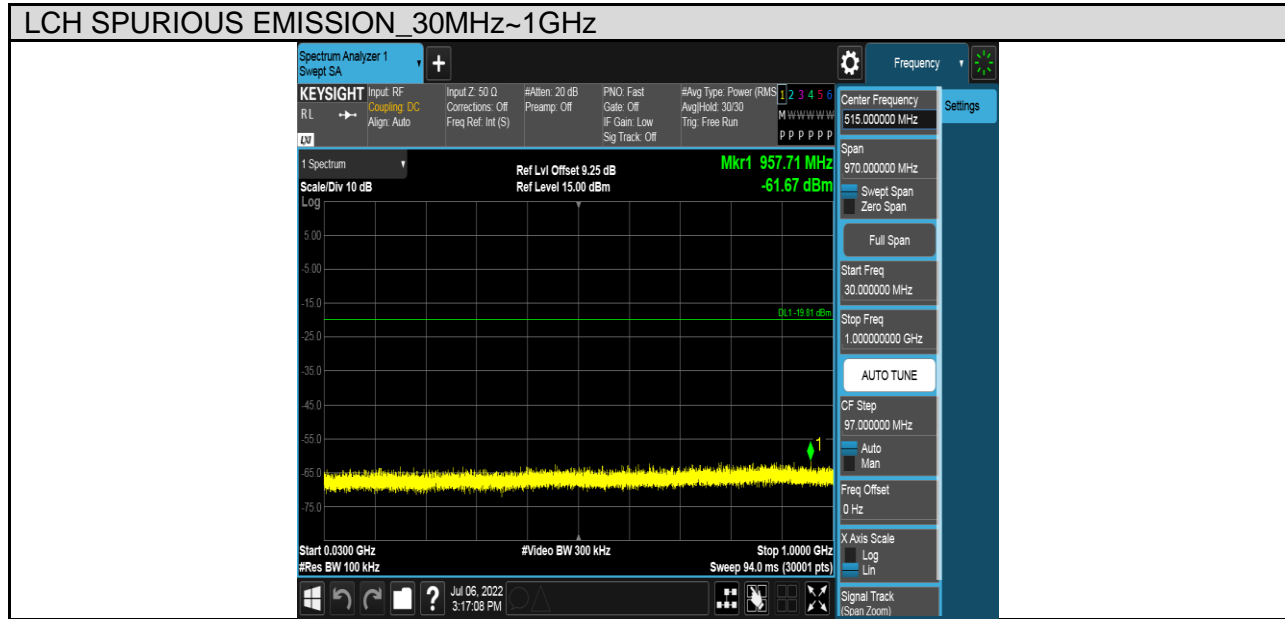 LCH SPURIOUS EMISSION_30MHz~1GHz
Spectrum Analyzer 1
Swept SA
+
Frequency
KEYSIGHT
RL
LXI
Input: RF
Coupling: DC
Align: Auto
Input Z: 50 Ω
Corrections: Off
Freq Ref: Int (S)
#Atten: 20 dB
Preamp: Off
PNO: Fast
Gate: Off
IF Gain: Low
Sig Track: Off
#Avg Type: Power (RMS
Avg|Hold: 30/30
Trig: Free Run
1 2 3 4 5 6
M W W W W W
P P P P P P
1 Spectrum
Scale/Div 10 dB
Log
Ref Lvl Offset 9.25 dB
Ref Level 15.00 dBm
Mkr1 957.71 MHz
-61.67 dBm
5.00
-5.00
-15.0
DL1 -19.81 dBm
-25.0
-35.0
-45.0
-55.0
1
-65.0
-75.0
Start 0.0300 GHz
#Res BW 100 kHz
#Video BW 300 kHz
Stop 1.0000 GHz
Sweep 94.0 ms (30001 pts)
?
Jul 06, 2022
3:17:08 PM
Center Frequency
515.000000 MHz
Settings
Span
970.000000 MHz
Swept Span
Zero Span
Full Span
Start Freq
30.000000 MHz
Stop Freq
1.000000000 GHz
AUTO TUNE
CF Step
97.000000 MHz
Auto
Man
Freq Offset
0 Hz
X Axis Scale
Log
Lin
Signal Track
(Span Zoom)